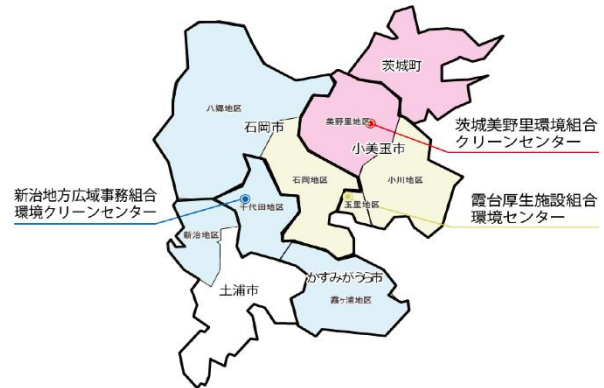 茨城町
八郷地区
石岡市
美野里地区
小美玉市
茨城美野里環境組合
クリーンセンター
石岡地区
小川地区
新治地方広域事務組合
環境クリーンセンター
千代田地区
玉里地区
霞台厚生施設組合
環境センター
新治地区
土浦市
かすみがうら市
霞ヶ浦地区